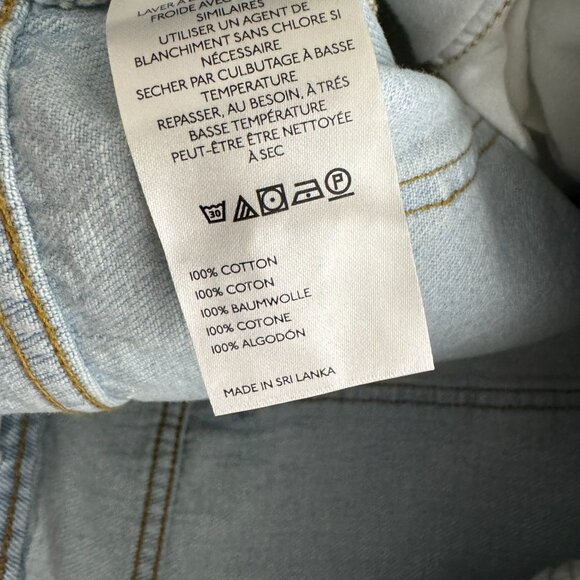 LAVER À
FROIDE AVEC
SIMILAIRES
UTILISER UN AGENT DE
BLANCHIMENT SANS CHLORE SI
NÉCESSAIRE
SECHER PAR CULBUTAGE À BASSE
TEMPERATURE
REPASSER, AU BESOIN, À TRÉS
BASSE TEMPÉRATURE
PEUT-ÊTRE ÊTRE NETTOYÉE
À SEC
30 P
100% COTTON
100% COTON
100% BAUMWOLLE
100% COTONE
100% ALGODÓN
MADE IN SRI LANKA